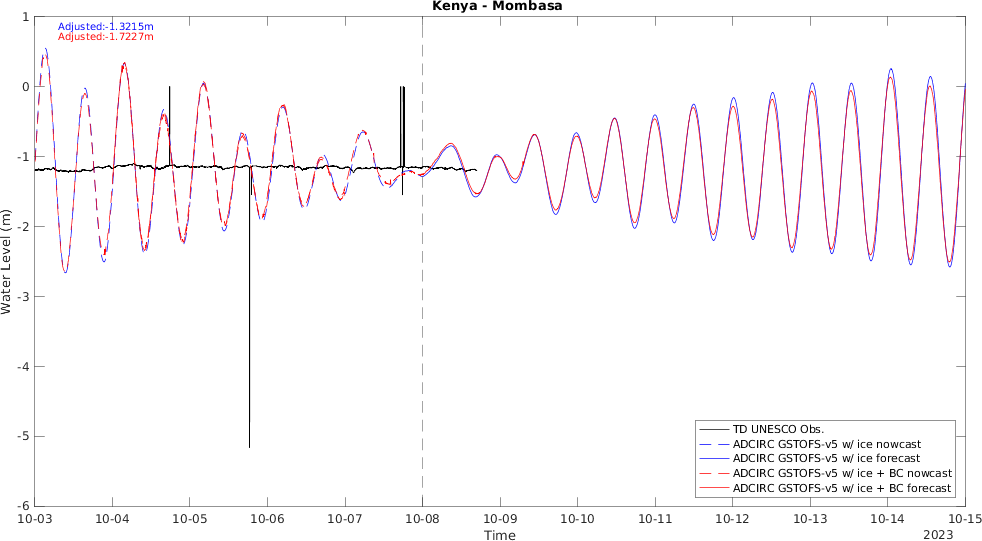 Kenya - Mombasa
Adjusted:-1.3215m
Adjusted:-1.7227m
Water Level (m)
1
0
-1
-2
-3
-4
-5
-6
TD UNESCO Obs.
ADCIRC GSTOFS-v5 w/ ice nowcast
ADCIRC GSTOFS-v5 w/ ice forecast
ADCIRC GSTOFS-v5 w/ ice + BC nowcast
ADCIRC GSTOFS-v5 w/ ice + BC forecast
10-03 10-04 10-05 10-06 10-07 10-08 10-09 10-10 10-11 10-12 10-13 10-14 10-15
Time
2023